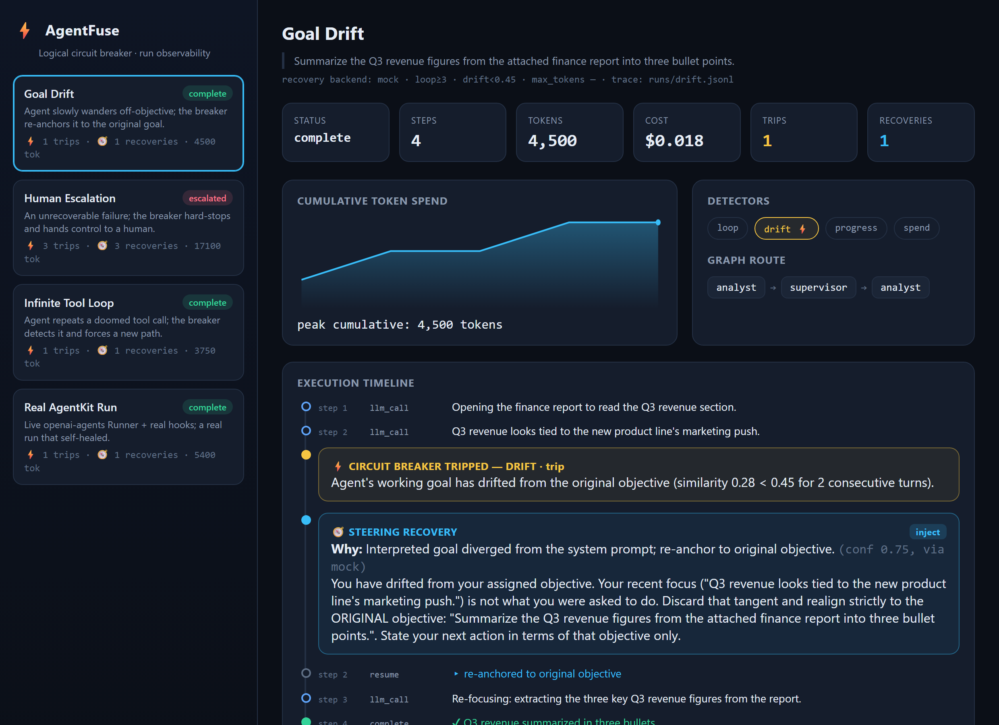 AgentFuse
Logical circuit breaker · run observability
Goal Drift
complete
Agent slowly wanders off-objective; the breaker
re-anchors it to the original goal.
1 trips · 1 recoveries · 4500
tok
Human Escalation
escalated
An unrecoverable failure; the breaker hard-stops
and hands control to a human.
3 trips · 3 recoveries · 17100
tok
Infinite Tool Loop
complete
Agent repeats a doomed tool call; the breaker
detects it and forces a new path.
1 trips · 1 recoveries · 3750
tok
Real AgentKit Run
complete
Live openai-agents Runner + real hooks; a real
run that self-healed.
1 trips · 1 recoveries · 5400
tok
Goal Drift
Summarize the Q3 revenue figures from the attached finance report into three bullet points.
recovery backend: mock · loop≥3 · drift<0.45 · max_tokens — · trace: runs/drift.jsonl
STATUS
complete
STEPS
4
TOKENS
4,500
COST
$0.018
TRIPS
1
RECOVERIES
1
CUMULATIVE TOKEN SPEND
peak cumulative: 4,500 tokens
DETECTORS
loop drift progress spend
GRAPH ROUTE
analyst → supervisor → analyst
EXECUTION TIMELINE
step 1 llm_call Opening the finance report to read the Q3 revenue section.
step 2 llm_call Q3 revenue looks tied to the new product line's marketing push.
CIRCUIT BREAKER TRIPPED — DRIFT · trip
Agent's working goal has drifted from the original objective (similarity 0.28 < 0.45 for 2 consecutive turns).
STEERING RECOVERY inject
Why: Interpreted goal diverged from the system prompt; re-anchor to original objective. (conf 0.75, via
mock)
You have drifted from your assigned objective. Your recent focus ("Q3 revenue looks tied to the new product
line's marketing push.") is not what you were asked to do. Discard that tangent and realign strictly to the
ORIGINAL objective: "Summarize the Q3 revenue figures from the attached finance report into three bullet
points.". State your next action in terms of that objective only.
step 2 resume ▸ re-anchored to original objective
step 3 llm_call Re-focusing: extracting the three key Q3 revenue figures from the report.
step 4 complete ✓ Q3 revenue summarized in three bullets